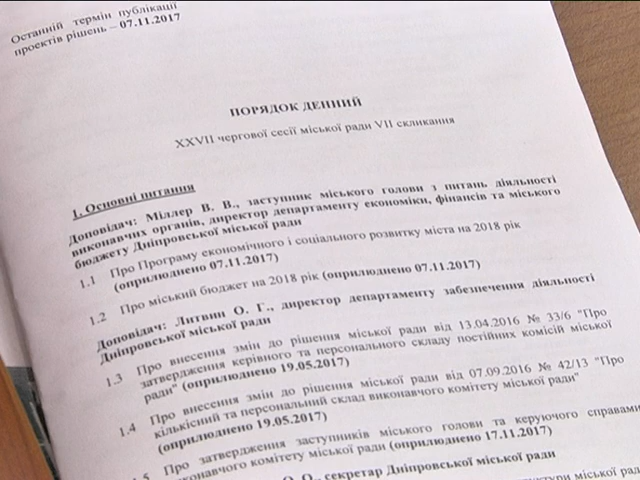 Останній термін публікації
проектів рішень – 07.11.2017
ПОРЯДОК ДЕННИЙ
XXVII чергової сесії міської ради VII скликання
1. Основні питання
Доповідач: Міллер В. В., заступник міського голови з питань діяльності
виконавчих органів, директор департаменту економіки, фінансів та міського
бюджету Дніпровської міської ради
1.1 Про Програму економічного і соціального розвитку міста на 2018 рік
(оприлюднено 07.11.2017)
1.2 Про міський бюджет на 2018 рік (оприлюднено 07.11.2017)
Доповідач: Литвин О. Г., директор департаменту забезпечення діяльності
Дніпровської міської ради
1.3 Про внесення змін до рішення міської ради від 13.04.2016 № 33/6 "Про
затвердження керівного та персонального складу постійних комісій міської
ради" (оприлюднено 19.05.2017)
1.4 Про внесення змін до рішення міської ради від 07.09.2016 № 42/13 "Про
кількісний та персональний склад виконавчого комітету міської ради"
(оприлюднено 19.05.2017)
Про затвердження заступників міського голови та керуючого справами
виконавчого комітету міської ради (оприлюднено 17.11.2017)
О. О., секретар Дніпровської міської ради
міської